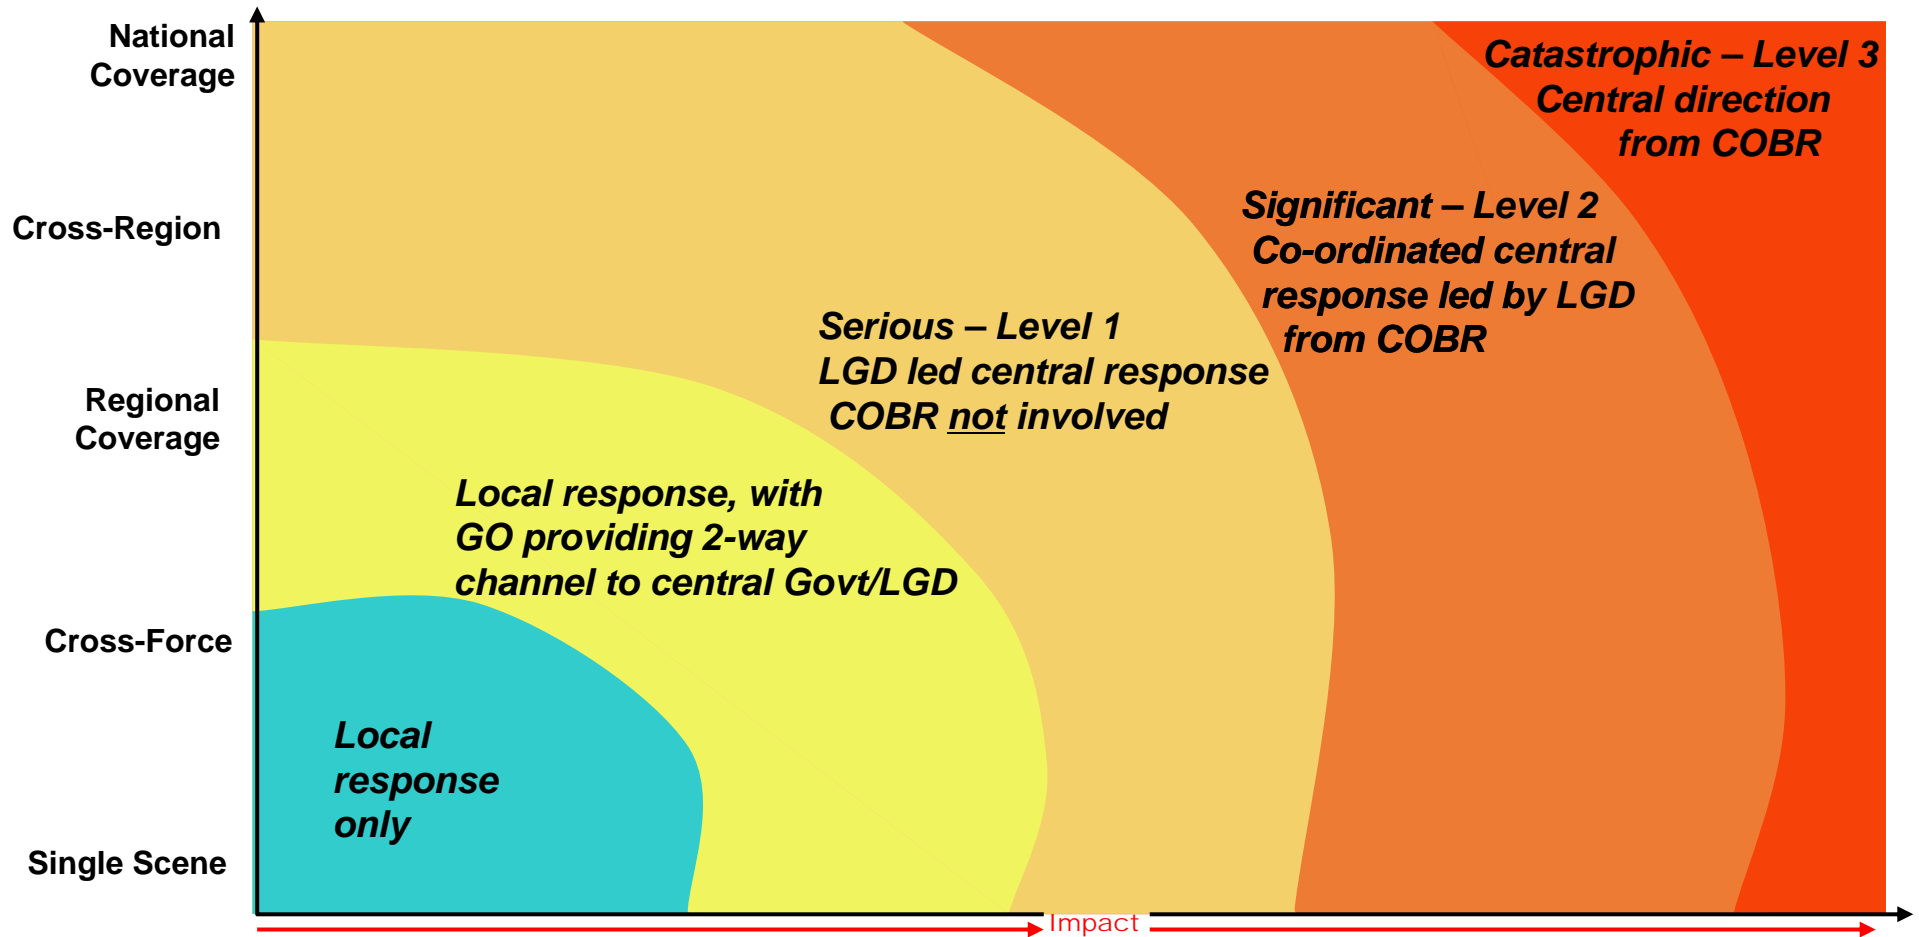 National
Coverage
Cross-Region
Regional
Coverage
Cross-Force
Single Scene
Catastrophic – Level 3
Central direction
from COBR
Significant – Level 2
Co-ordinated central
response led by LGD
from COBR
Serious – Level 1
LGD led central response
COBR not involved
Local response, with
GO providing 2-way
channel to central Govt/LGD
Local
response
only
Impact